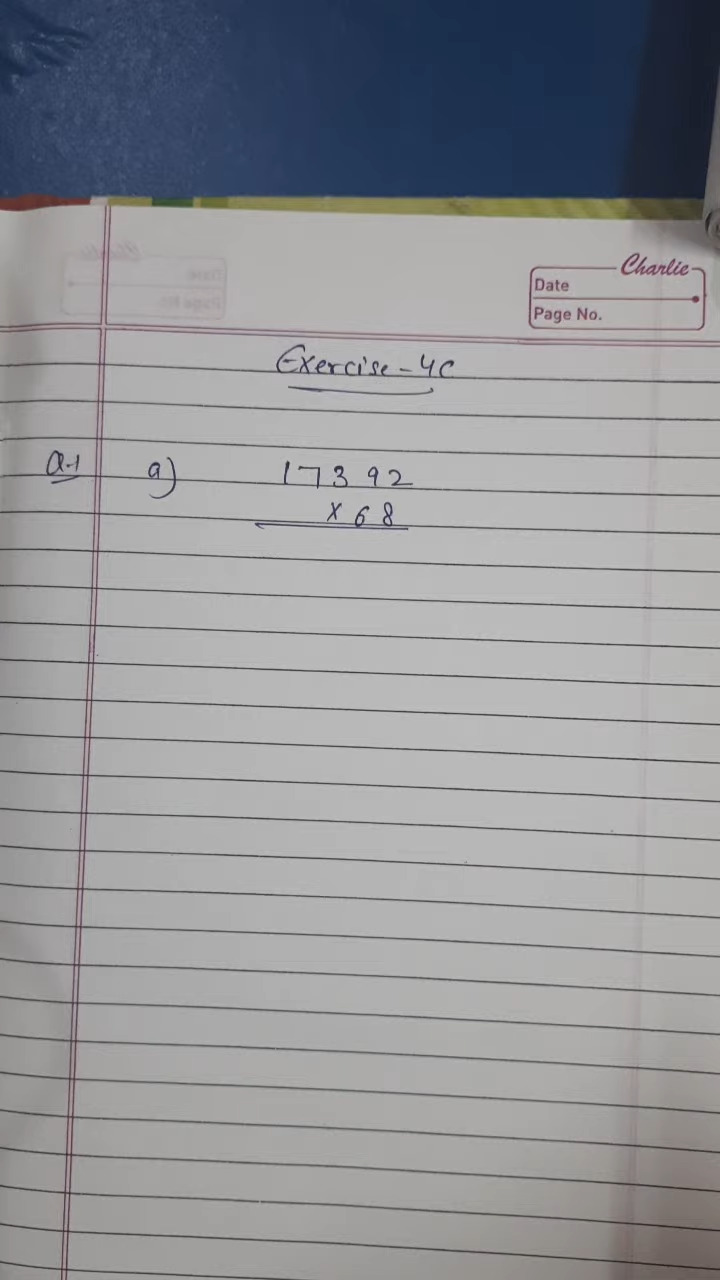 Charlie
Date
Page No.
Exercise - 4C
Q-1 a) 17392
× 68